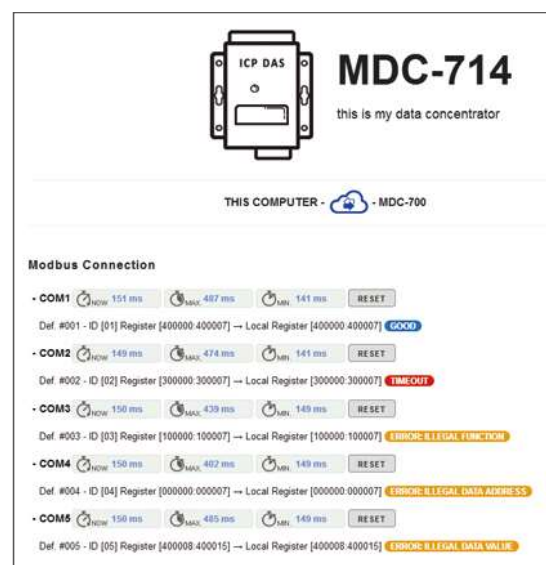 ICP DAS
MDC-714
this is my data concentrator
THIS COMPUTER - - MDC-700
Modbus Connection
- COM1 NOW 151 ms MAX. 487 ms MIN. 141 ms RESET
Def. #001 - ID [01] Register [400000:400007] → Local Register [400000:400007] GOOD
- COM2 NOW 149 ms MAX. 474 ms MIN. 141 ms RESET
Def. #002 - ID [02] Register [300000:300007] → Local Register [300000:300007] TIMEOUT
- COM3 NOW 150 ms MAX. 439 ms MIN. 149 ms RESET
Def. #003 - ID [03] Register [100000:100007] → Local Register [100000:100007] ERROR: ILLEGAL FUNCTION
- COM4 NOW 150 ms MAX. 402 ms MIN. 149 ms RESET
Def. #004 - ID [04] Register [000000:000007] → Local Register [000000:000007] ERROR: ILLEGAL DATA ADDRESS
- COM5 NOW 150 ms MAX. 485 ms MIN. 149 ms RESET
Def. #005 - ID [05] Register [400008:400015] → Local Register [400008:400015] ERROR: ILLEGAL DATA VALUE